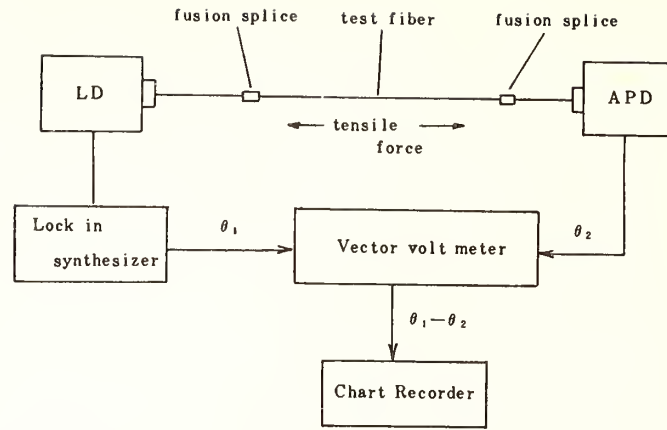 fusion splice
test fiber
fusion splice
LD
APD
tensile
force
Lock in
synthesizer
θ₁
Vector volt meter
θ₂
θ₁−θ₂
Chart Recorder